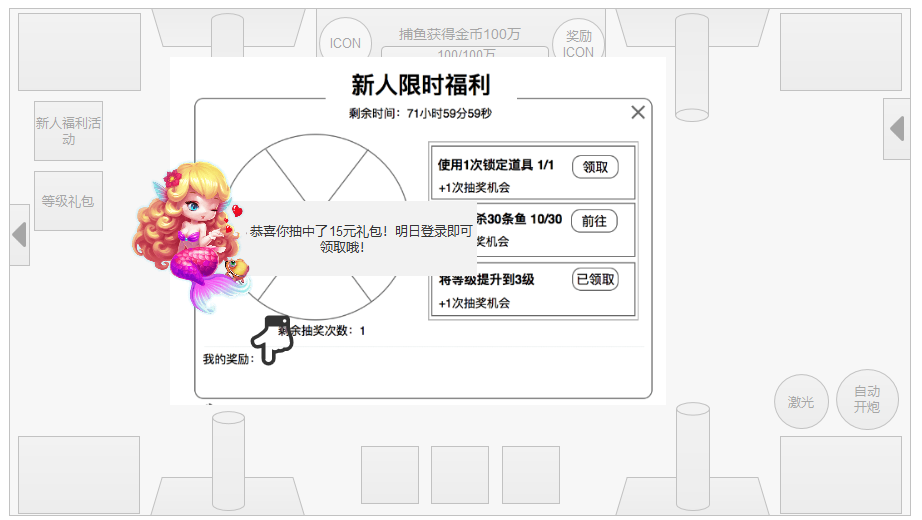 ICON
捕鱼获得金币100万
100/100万
奖励
ICON
新人福利活
动
等级礼包
新人限时福利
剩余时间：71小时59分59秒
使用1次锁定道具 1/1
领取
+1次抽奖机会
杀30条鱼 10/30
前往
奖机会
将等级提升到3级
已领取
+1次抽奖机会
恭喜你抽中了15元礼包！明日登录即可
领取哦!
剩余抽奖次数：1
我的奖励：
激光
自动
开炮